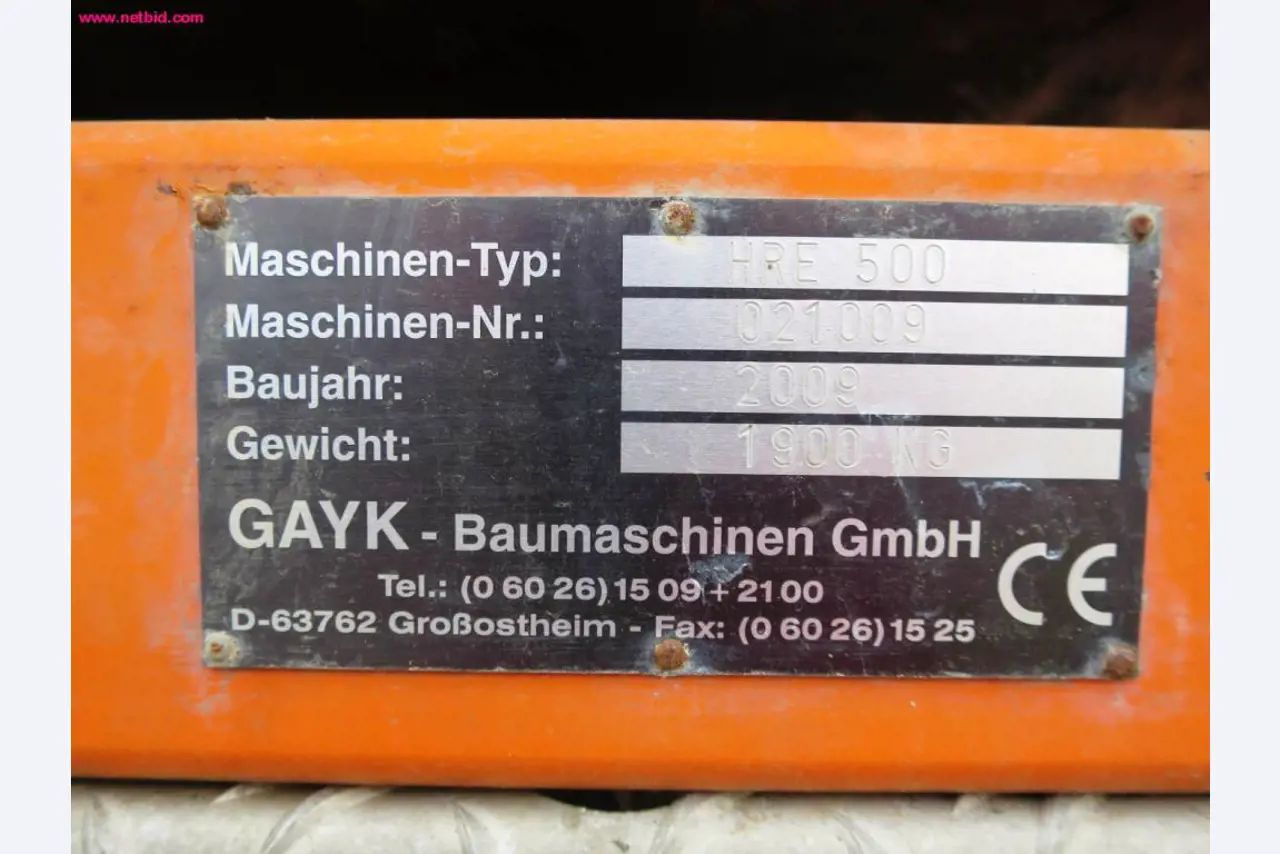 www.netbid.com
Maschinen-Typ: HRE 500
Maschinen-Nr.: 021009
Baujahr: 2009
Gewicht: 1900 KG
GAYK - Baumaschinen GmbH
Tel.: (0 60 26) 15 09 + 21 00
D-63762 Großostheim - Fax: (0 60 26) 15 25
CE